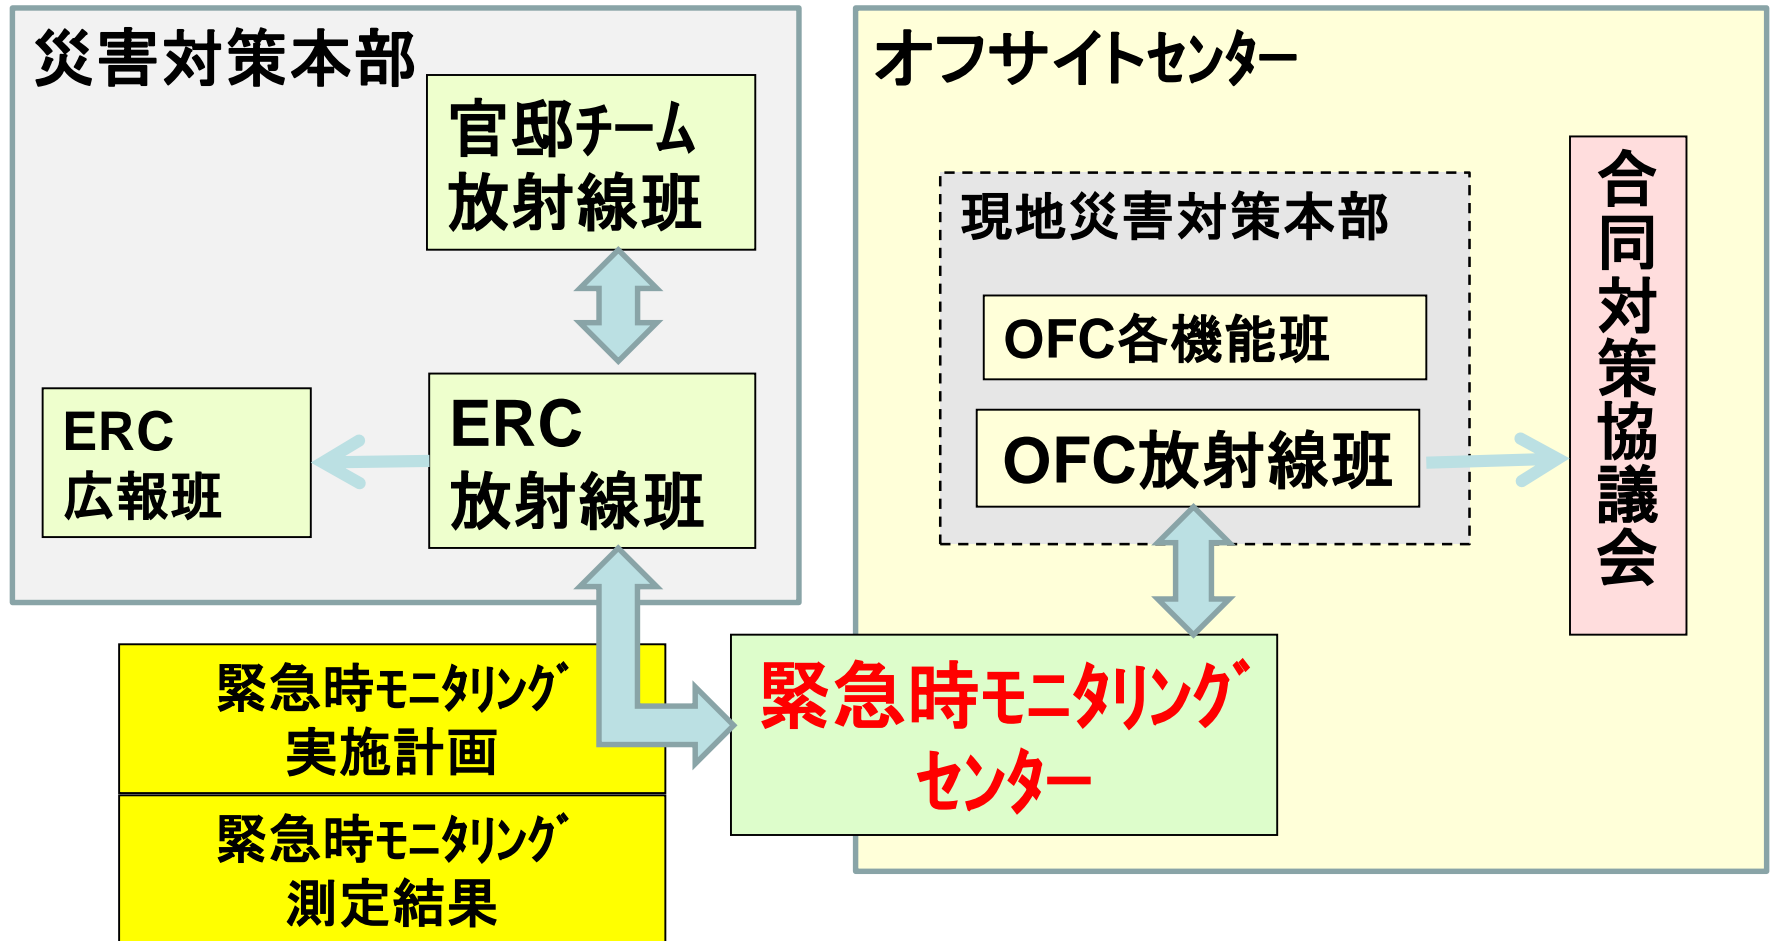 災害対策本部
官邸チーム
放射線班
ERC
広報班
ERC
放射線班
緊急時ﾓﾆﾀﾘﾝｸﾞ
実施計画
緊急時ﾓﾆﾀﾘﾝｸﾞ
測定結果
オフサイトセンター
現地災害対策本部
OFC各機能班
OFC放射線班
合同対策協議会
緊急時ﾓﾆﾀﾘﾝｸﾞ
センター